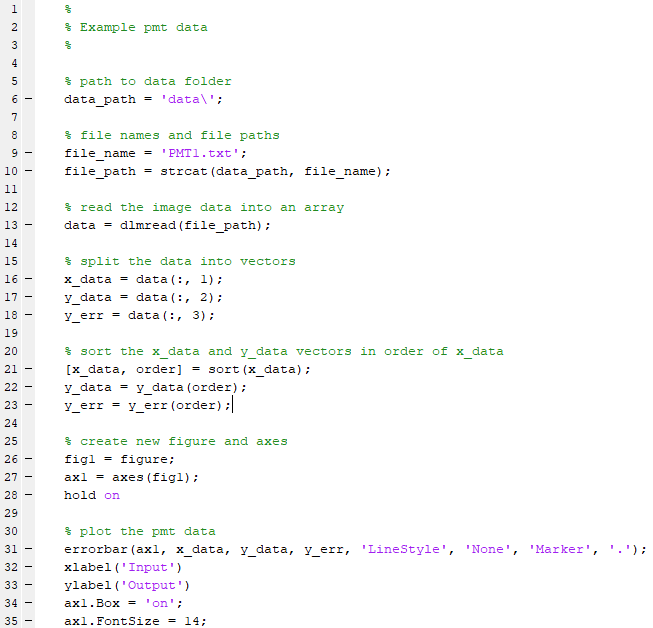 1 %
2 % Example pmt data
3 %
4
5 % path to data folder
6 – data_path = 'data\';
7
8 % file names and file paths
9 – file_name = 'PMT1.txt';
10 – file_path = strcat(data_path, file_name);
11
12 % read the image data into an array
13 – data = dlmread(file_path);
14
15 % split the data into vectors
16 – x_data = data(:, 1);
17 – y_data = data(:, 2);
18 – y_err = data(:, 3);
19
20 % sort the x_data and y_data vectors in order of x_data
21 – [x_data, order] = sort(x_data);
22 – y_data = y_data(order);
23 – y_err = y_err(order);
24
25 % create new figure and axes
26 – fig1 = figure;
27 – ax1 = axes(fig1);
28 – hold on
29
30 % plot the pmt data
31 – errorbar(ax1, x_data, y_data, y_err, 'LineStyle', 'None', 'Marker', '.');
32 – xlabel('Input')
33 – ylabel('Output')
34 – ax1.Box = 'on';
35 – ax1.FontSize = 14;